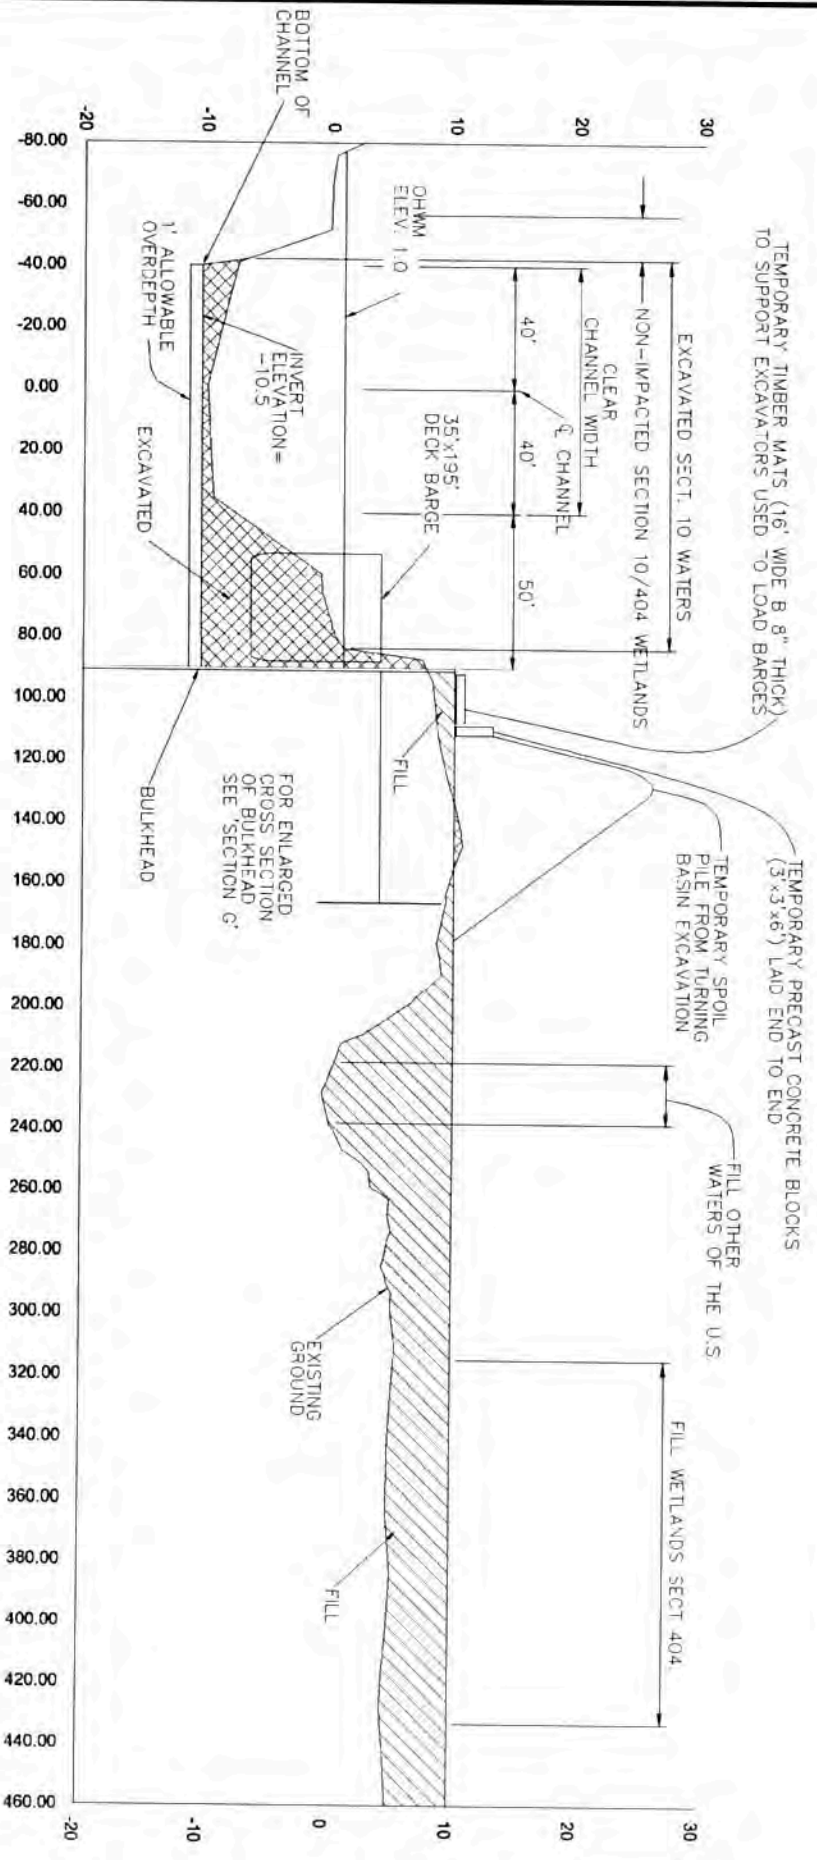 TEMPORARY TIMBER MATS (16' WIDE B 8" THICK)
TO SUPPORT EXCAVATORS USED TO LOAD BARGES
TEMPORARY PRECAST CONCRETE BLOCKS
(3'x3'x6') LAID END TO END
TEMPORARY SPOIL
PILE FROM TURNING
BASIN EXCAVATION
FILL OTHER
WATERS OF THE U.S
EXCAVATED SECT. 10 WATERS
NON-IMPACTED SECTION 10/404 WETLANDS
FILL WETLANDS SECT 404
CLEAR
CHANNEL WIDTH
℄ CHANNEL
40'
40'
50'
35'x195'
DECK BARGE
OHWM
ELEV. 1.0
FILL
INVERT
ELEVATION=
-10.5
BOTTOM OF
CHANNEL
1' ALLOWABLE
OVERDEPTH
EXCAVATED
BULKHEAD
FOR ENLARGED
CROSS SECTION
OF BULKHEAD
SEE 'SECTION G'
EXISTING
GROUND
FILL
30
20
10
0
-10
-20
30
20
10
0
-10
-20
-80.00
-60.00
-40.00
-20.00
0.00
20.00
40.00
60.00
80.00
100.00
120.00
140.00
160.00
180.00
200.00
220.00
240.00
260.00
280.00
300.00
320.00
340.00
360.00
380.00
400.00
420.00
440.00
460.00